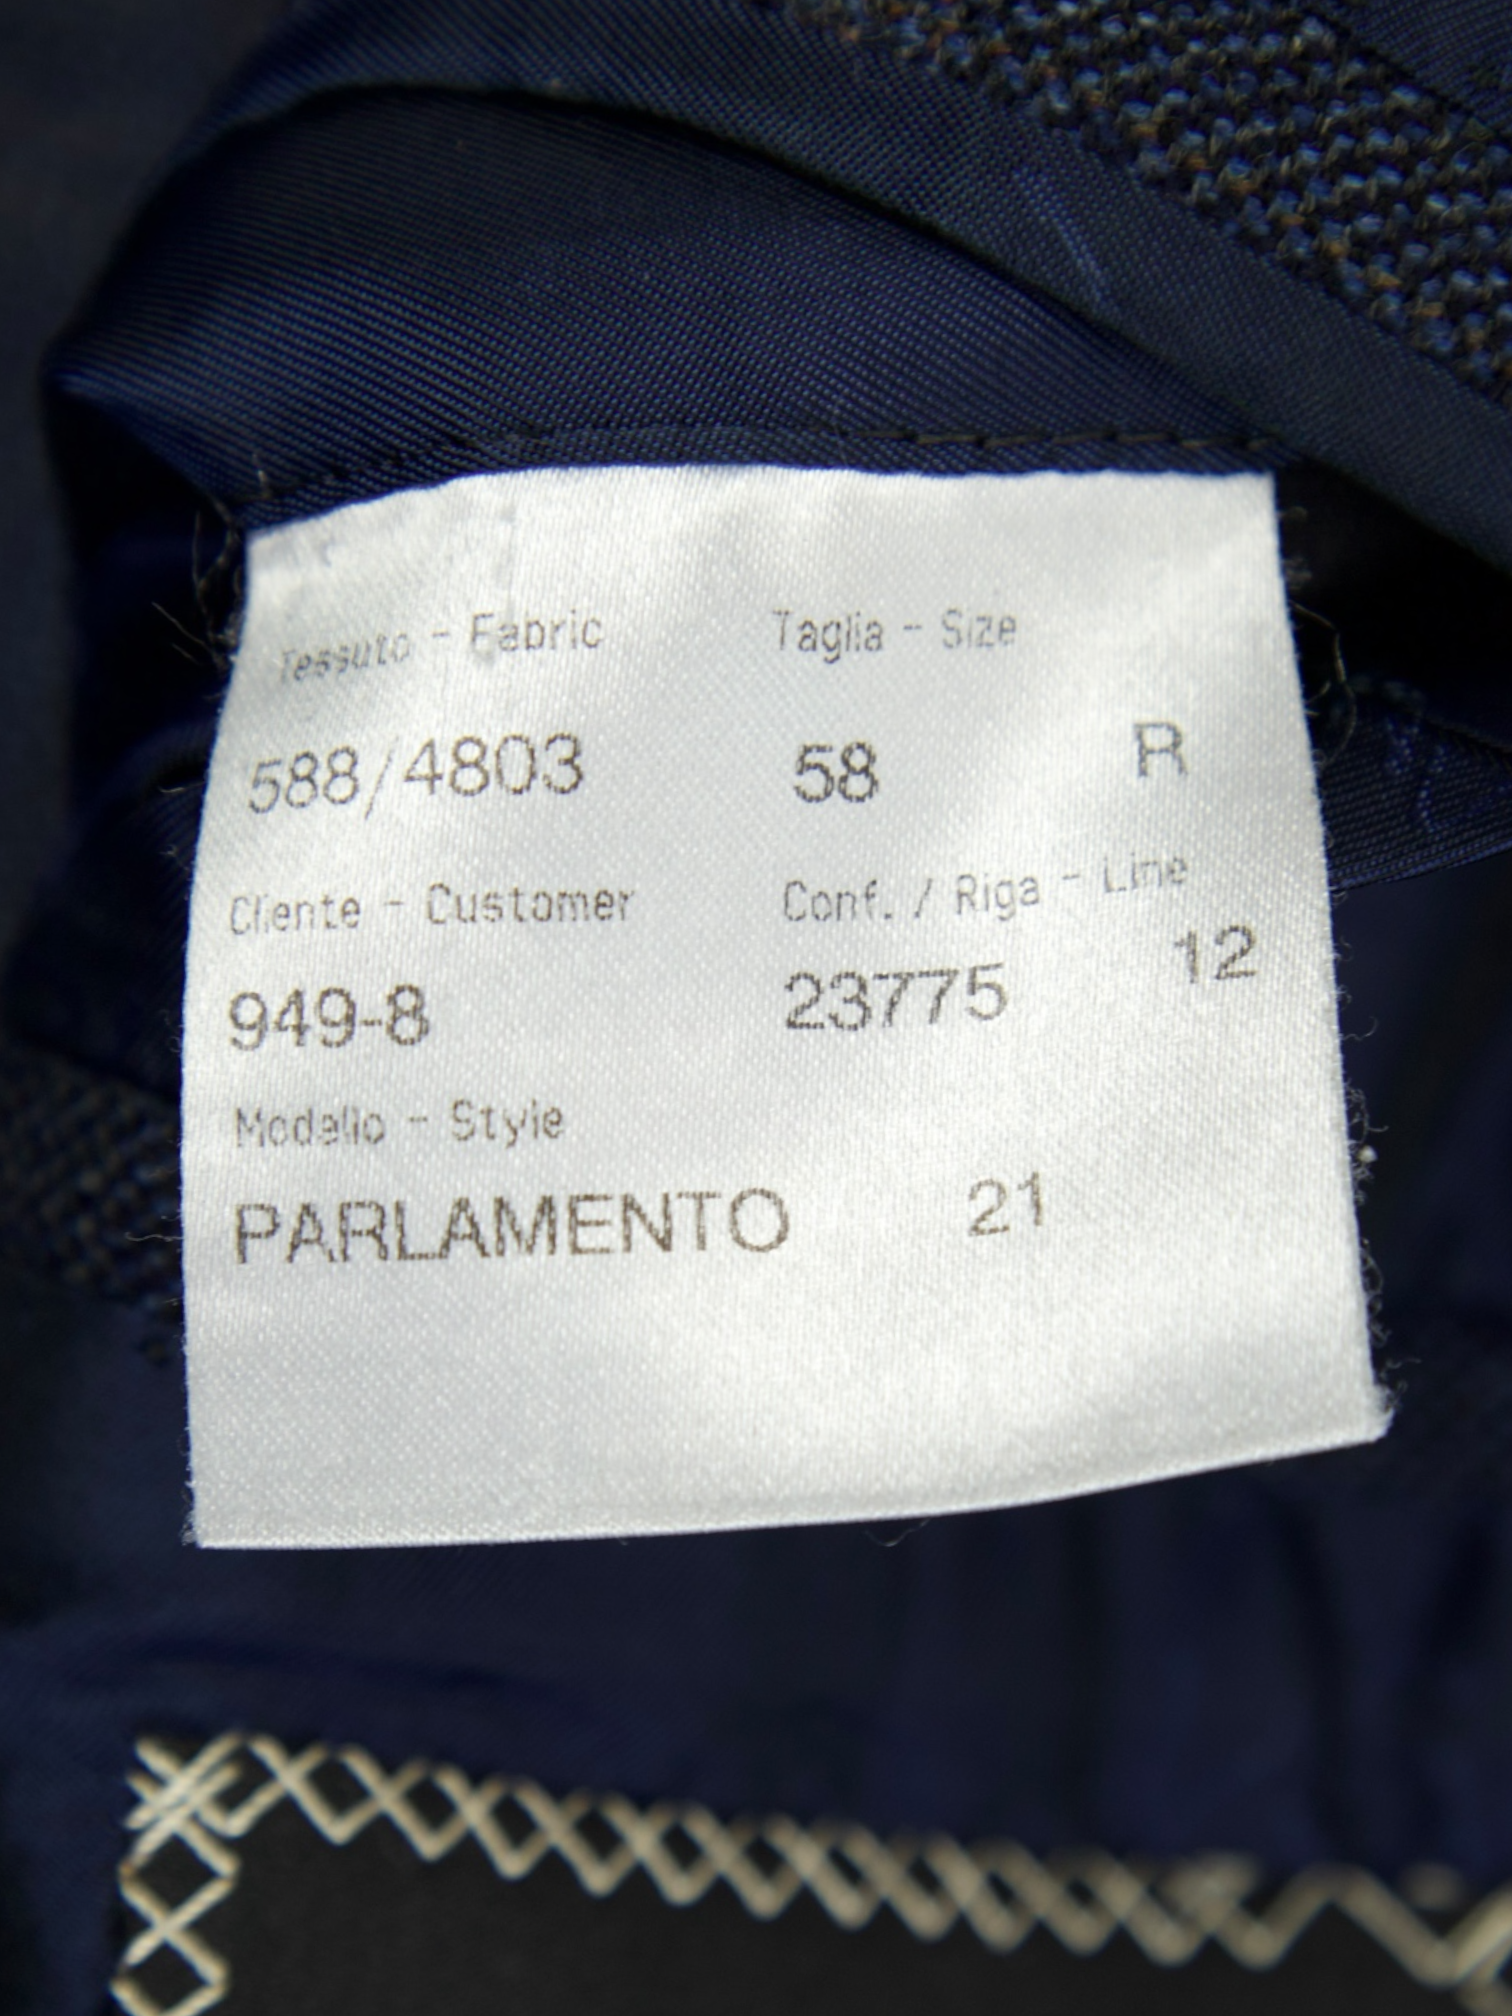 Tessuto - Fabric Taglia - Size
588/4803 58 R
Cliente - Customer Conf. / Riga - Line
949-8 23775 12
Modello - Style
PARLAMENTO 21